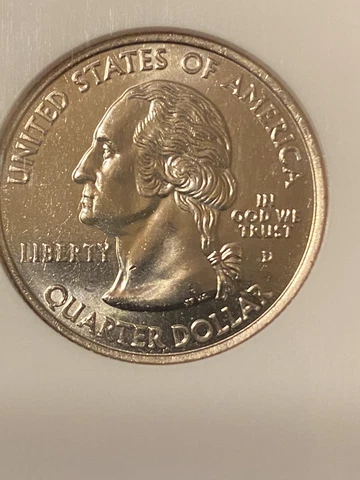 UNITED STATES OF AMERICA
LIBERTY
IN
GOD WE
TRUST
D
QUARTER DOLLAR